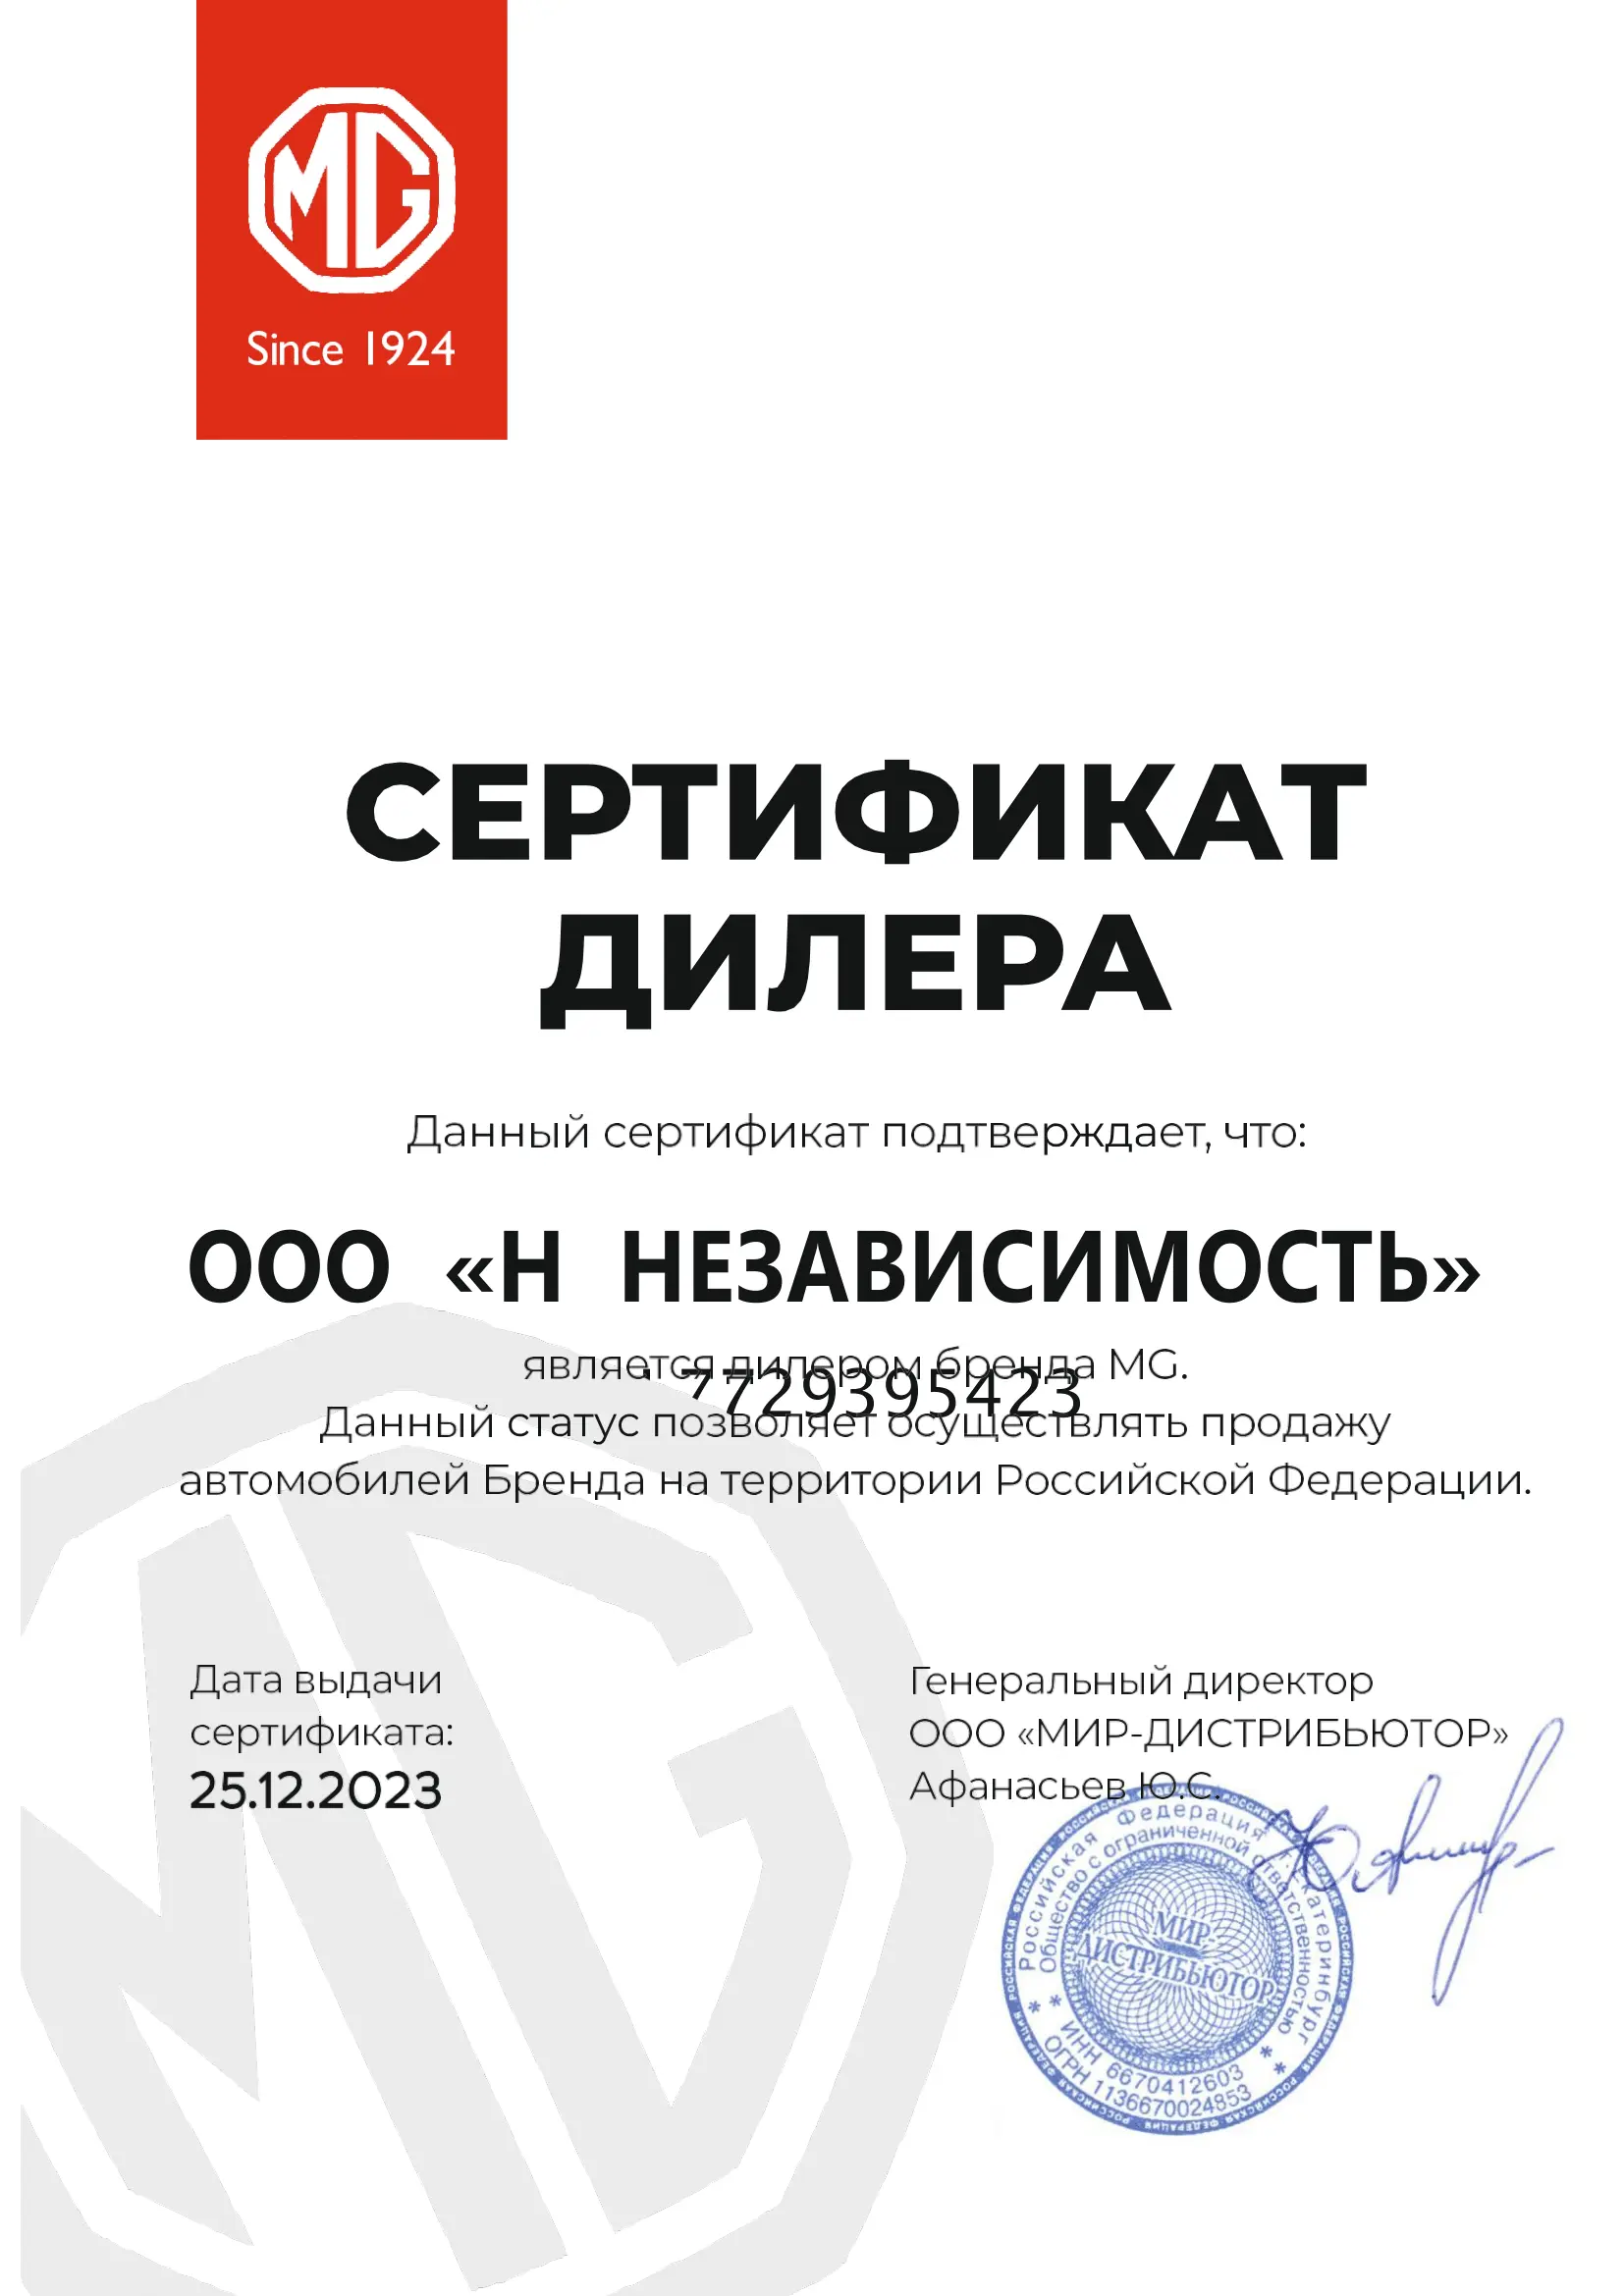 MG
Since 1924
СЕРТИФИКАТ
ДИЛЕРА
Данный сертификат подтверждает, что:
ООО «Н НЕЗАВИСИМОСТЬ»
является дилером бренда MG.
7729395423
Данный статус позволяет осуществлять продажу
автомобилей Бренда на территории Российской Федерации.
Дата выдачи
сертификата:
25.12.2023
Генеральный директор
ООО «МИР-ДИСТРИБЬЮТОР»
Афанасьев Ю.С.
Российская Федерация г. Екатеринбург
Общество с ограниченной ответственностью
МИР-
ДИСТРИБЬЮТОР
ИНН 6670412603
ОГРН 1136670024853